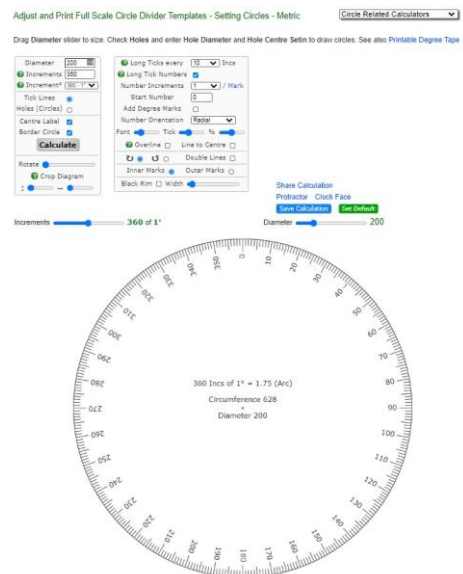 Adjust and Print Full Scale Circle Divider Templates - Setting Circles - Metric
Circle Related Calculators
Drag Diameter slider to size. Check Holes and enter Hole Diameter and Hole Centre Setin to draw circles. See also Printable Degree Tape
Diameter 200
Increments 360
Increment° 360 - 1°
Tick Lines
Holes (Circles)
Centre Label
Border Circle
Calculate
Rotate
Crop Diagram
Long Ticks every 10 Incs
Long Tick Numbers
Number Increments 1 / Mark
Start Number 0
Add Degree Marks
Number Orientation Radial
Font Tick %
Overline Line to Centre
Double Lines
Inner Marks Outer Marks
Black Rim Width
Share Calculation
Protractor Clock Face
Save Calculation Set Default
Increments 360 of 1°
Diameter 200
0
10
20
30
40
50
60
70
80
90
100
110
120
130
140
150
160
170
180
190
200
210
220
230
240
250
260
270
280
290
300
310
320
330
340
350
360 Incs of 1° = 1.75 (Arc)
Circumference 628
Diameter 200